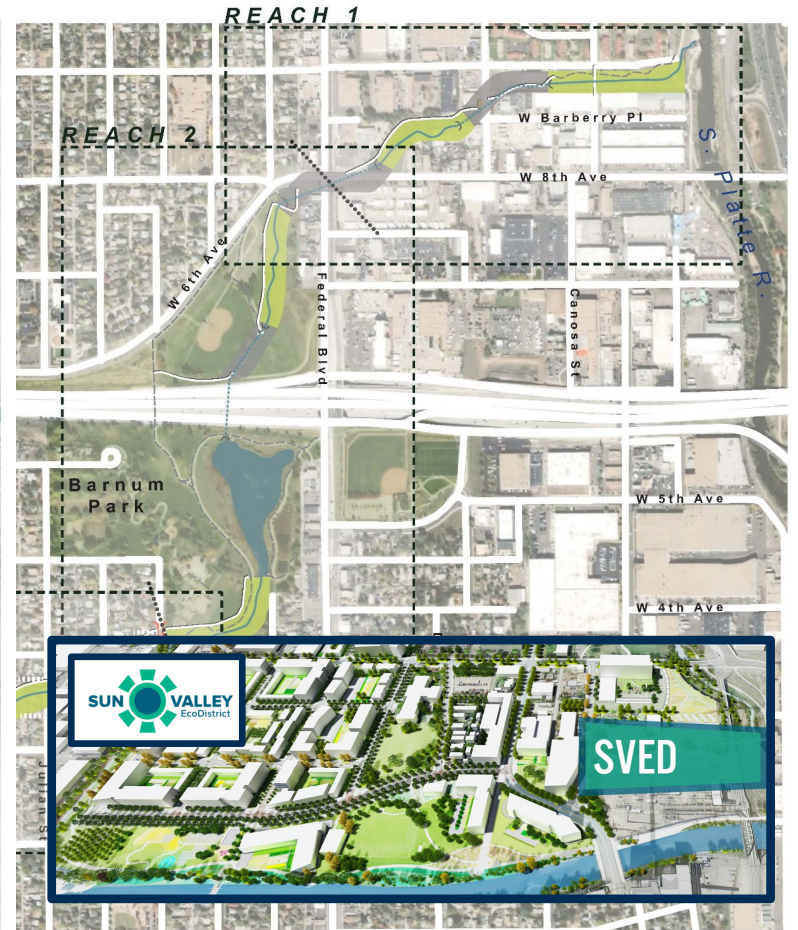 REACH 1
REACH 2
W Barberry Pl
W 8th Ave
S. Platte R.
W 6th Ave
Federal Blvd
Canosa St
Barnum
Park
W 5th Ave
W 4th Ave
SUN VALLEY
EcoDistrict
SVED
Julian St